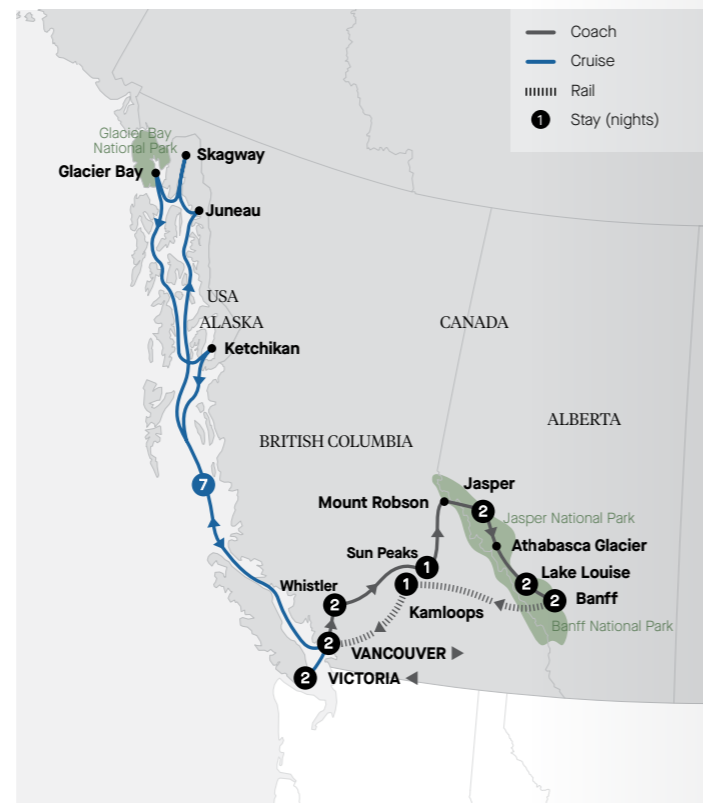 Coach
Cruise
Rail
1 Stay (nights)
Glacier Bay
National Park
Skagway
Glacier Bay
Juneau
USA
ALASKA
CANADA
Ketchikan
ALBERTA
BRITISH COLUMBIA
7
Jasper
Mount Robson
2
Jasper National Park
Athabasca Glacier
Sun Peaks
1
Lake Louise
2
Whistler
1
2
Banff
2
Kamloops
Banff National Park
2
VANCOUVER
2
VICTORIA